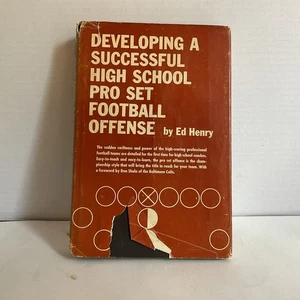 DEVELOPING A
SUCCESSFUL
HIGH SCHOOL
PRO SET
FOOTBALL
OFFENSE by Ed Henry
The sudden swiftness and power of the high-scoring professional
football teams are detailed for the first time for high school coaches.
Easy-to-teach and easy-to-learn, the pro set offense is the cham-
pionship style that will bring the title to reach for your team. With
a foreword by Don Shula of the Baltimore Colts.